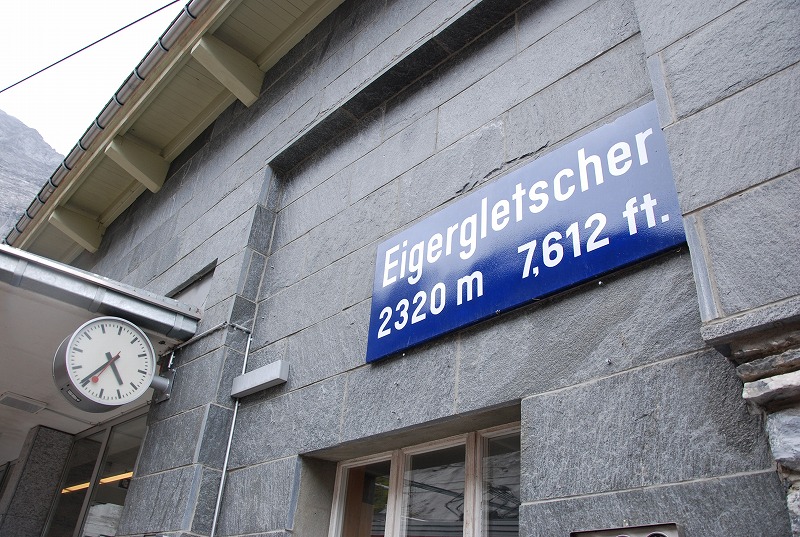 Eigergletscher
2320 m 7,612 ft.